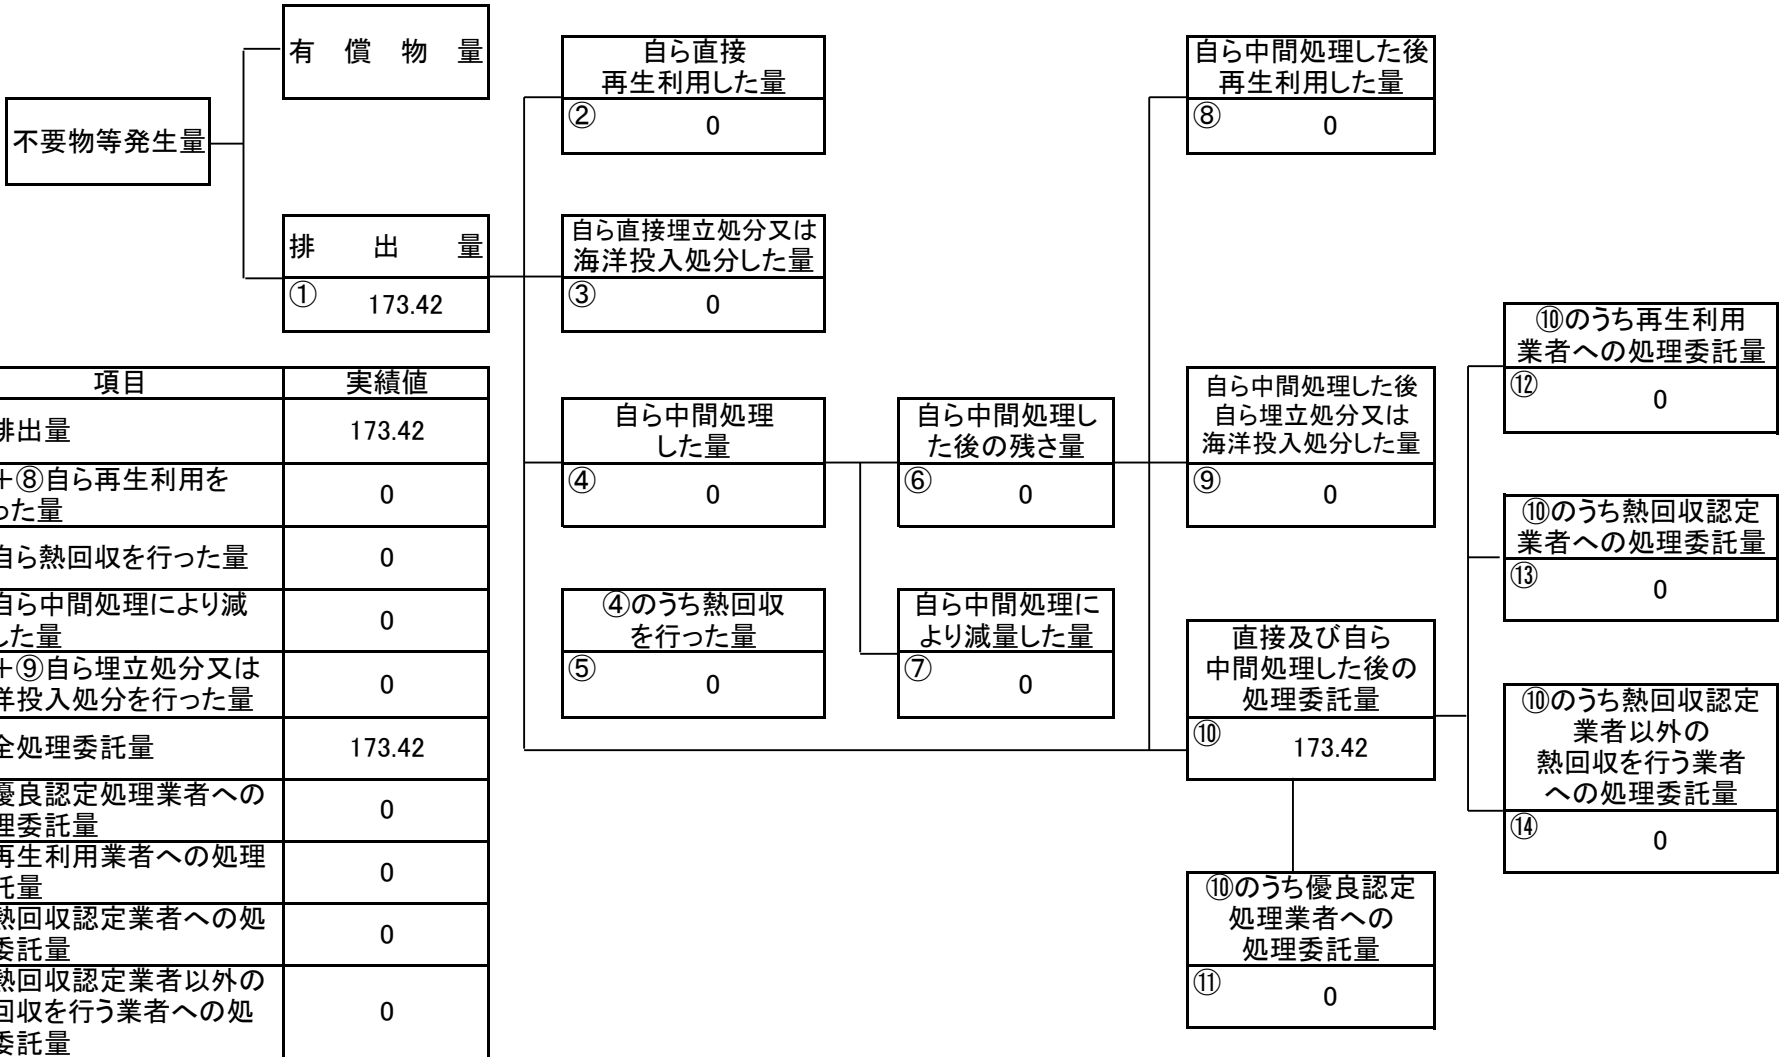 有 償 物 量
不要物等発生量
排 出 量
① 173.42
自ら直接
再生利用した量
② 0
自ら直接埋立処分又は
海洋投入処分した量
③ 0
自ら中間処理
した量
④ 0
④のうち熱回収
を行った量
⑤ 0
自ら中間処理し
た後の残さ量
⑥ 0
自ら中間処理に
より減量した量
⑦ 0
自ら中間処理した後
再生利用した量
⑧ 0
自ら中間処理した後
自ら埋立処分又は
海洋投入処分した量
⑨ 0
直接及び自ら
中間処理した後の
処理委託量
⑩ 173.42
⑩のうち優良認定
処理業者への
処理委託量
⑪ 0
⑩のうち再生利用
業者への処理委託量
⑫ 0
⑩のうち熱回収認定
業者への処理委託量
⑬ 0
⑩のうち熱回収認定
業者以外の
熱回収を行う業者
への処理委託量
⑭ 0
項目 実績値
排出量 173.42
+⑧自ら再生利用を
った量 0
自ら熱回収を行った量 0
自ら中間処理により減
した量 0
+⑨自ら埋立処分又は
洋投入処分を行った量 0
全処理委託量 173.42
優良認定処理業者への
理委託量 0
再生利用業者への処理
託量 0
熱回収認定業者への処
委託量 0
熱回収認定業者以外の
回収を行う業者への処
委託量 0